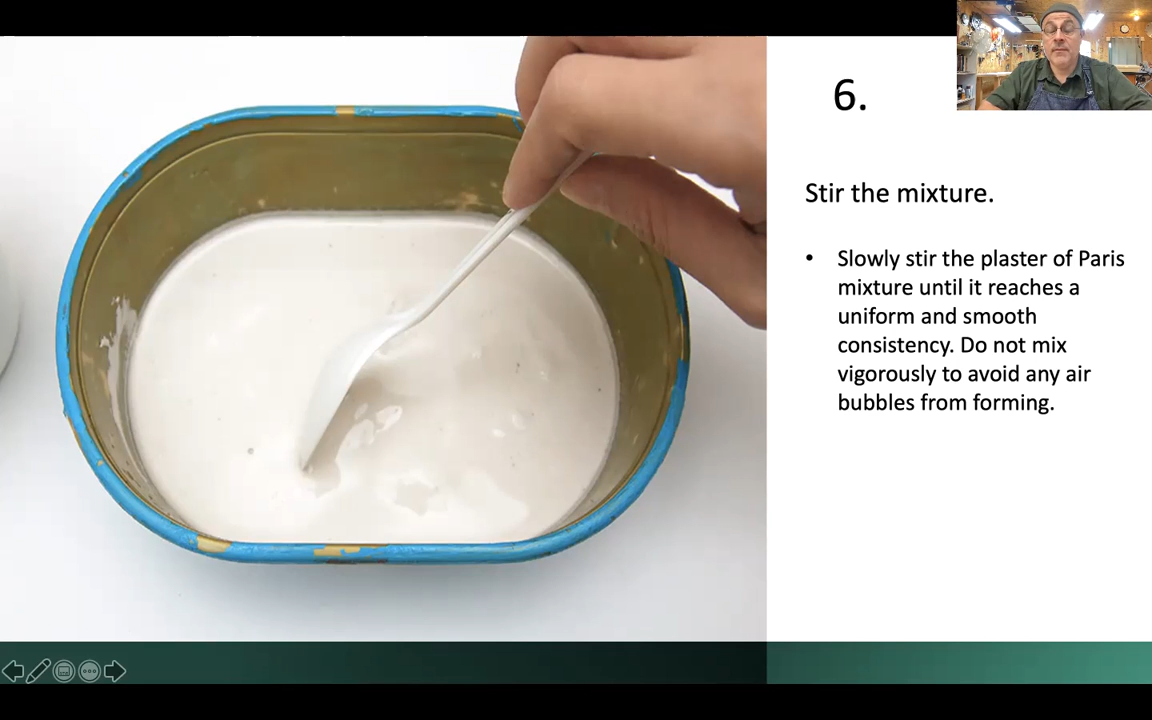 6.
Stir the mixture.
• Slowly stir the plaster of Paris
mixture until it reaches a
uniform and smooth
consistency. Do not mix
vigorously to avoid any air
bubbles from forming.